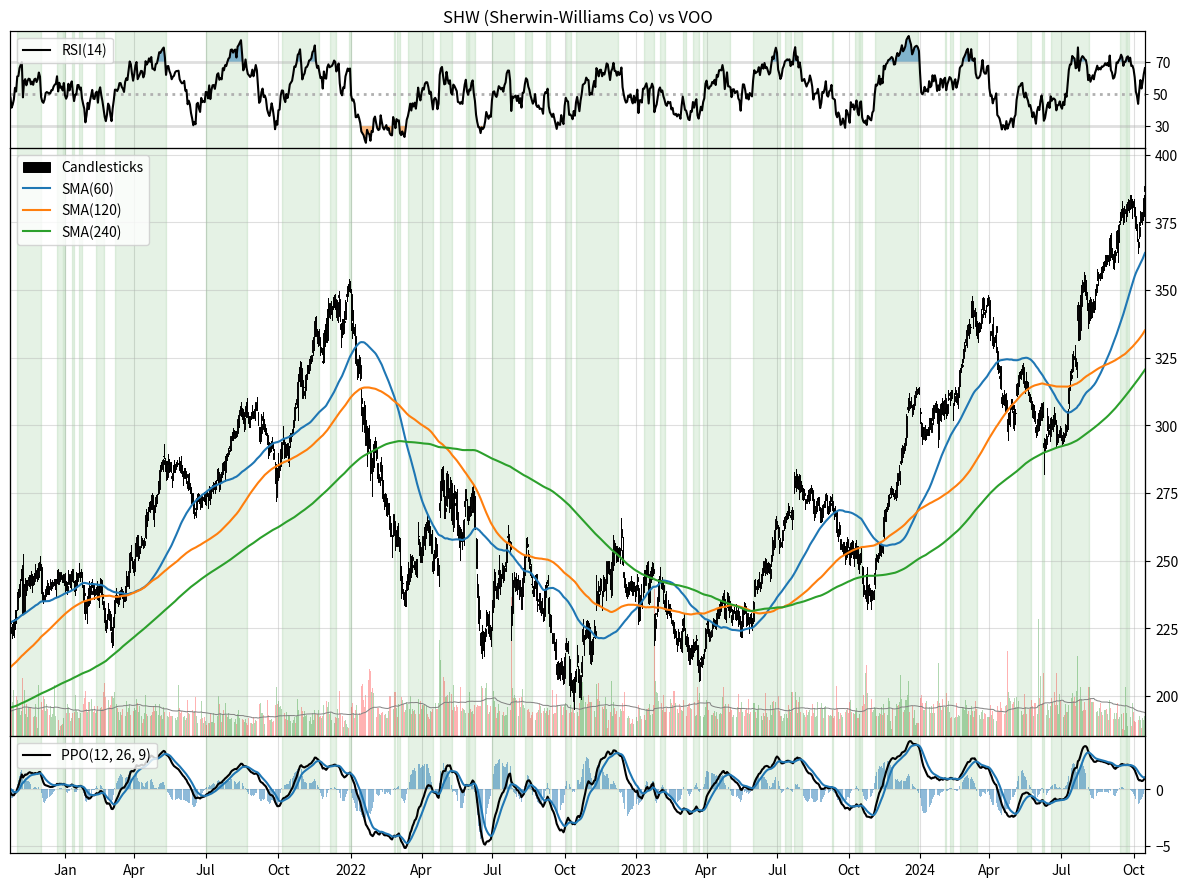 SHW (Sherwin-Williams Co) vs VOO
RSI(14)
70
50
30
Candlesticks
SMA(60)
SMA(120)
SMA(240)
400
375
350
325
300
275
250
225
200
PPO(12, 26, 9)
0
−5
Jan Apr Jul Oct 2022 Apr Jul Oct 2023 Apr Jul Oct 2024 Apr Jul Oct